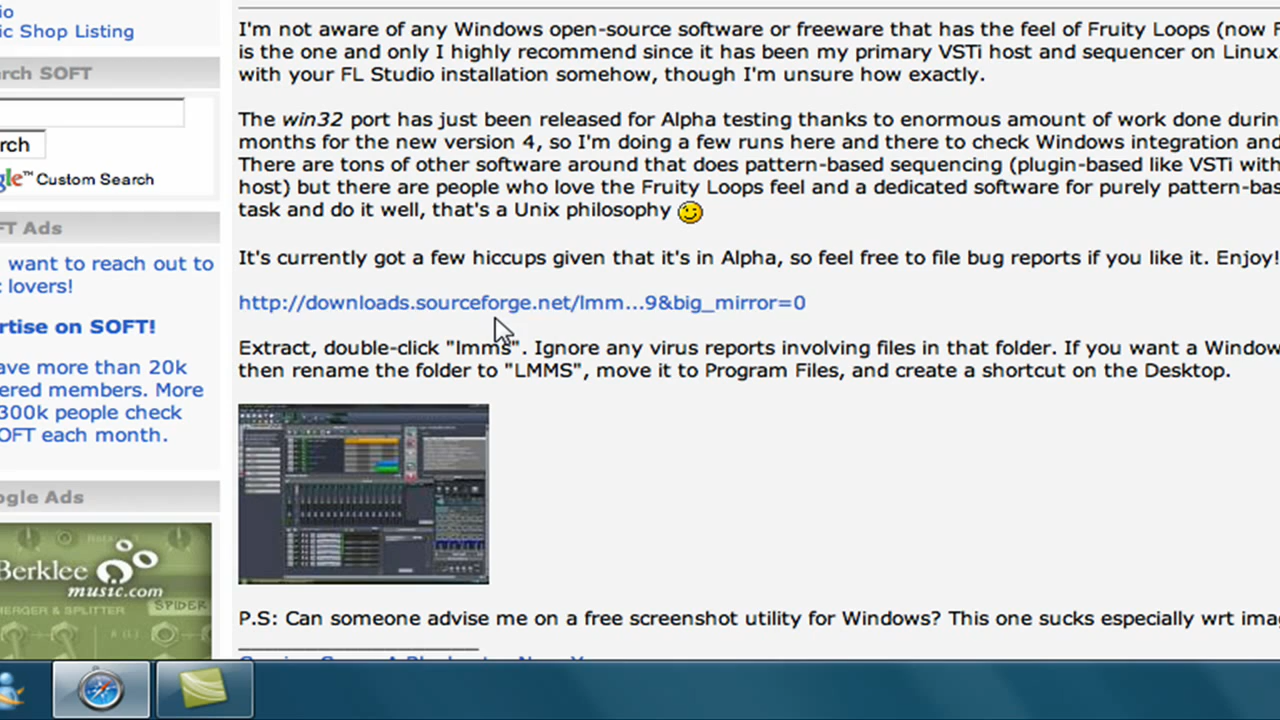 io
ic Shop Listing
rch SOFT
rch
gle™ Custom Search
FT Ads
want to reach out to
c lovers!
rtise on SOFT!
ave more than 20k
ered members. More
300k people check
OFT each month.
ogle Ads
Berklee
music.com
MERGER & SPLITTER
SPIDER
I'm not aware of any Windows open-source software or freeware that has the feel of Fruity Loops (now F
is the one and only I highly recommend since it has been my primary VSTi host and sequencer on Linux.
with your FL Studio installation somehow, though I'm unsure how exactly.
The win32 port has just been released for Alpha testing thanks to enormous amount of work done durin
months for the new version 4, so I'm doing a few runs here and there to check Windows integration and
There are tons of other software around that does pattern-based sequencing (plugin-based like VSTi with
host) but there are people who love the Fruity Loops feel and a dedicated software for purely pattern-bas
task and do it well, that's a Unix philosophy
It's currently got a few hiccups given that it's in Alpha, so feel free to file bug reports if you like it. Enjoy!
http://downloads.sourceforge.net/lmm...9&big_mirror=0
Extract, double-click "lmms". Ignore any virus reports involving files in that folder. If you want a Window
then rename the folder to "LMMS", move it to Program Files, and create a shortcut on the Desktop.
P.S: Can someone advise me on a free screenshot utility for Windows? This one sucks especially wrt imag